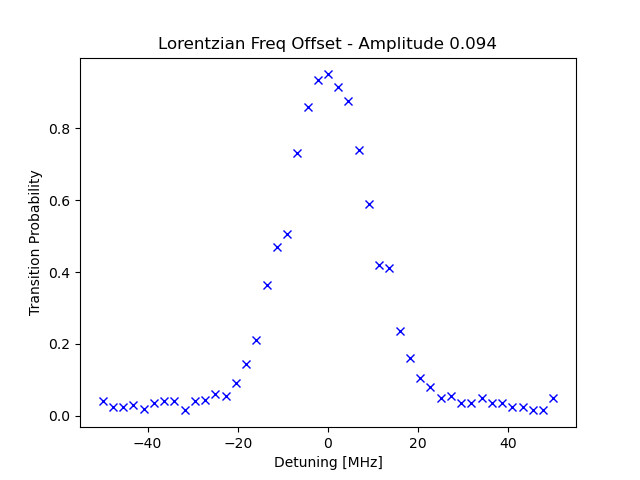 Lorentzian Freq Offset - Amplitude 0.094
Transition Probability
0.8
0.6
0.4
0.2
0.0
−40 −20 0 20 40
Detuning [MHz]